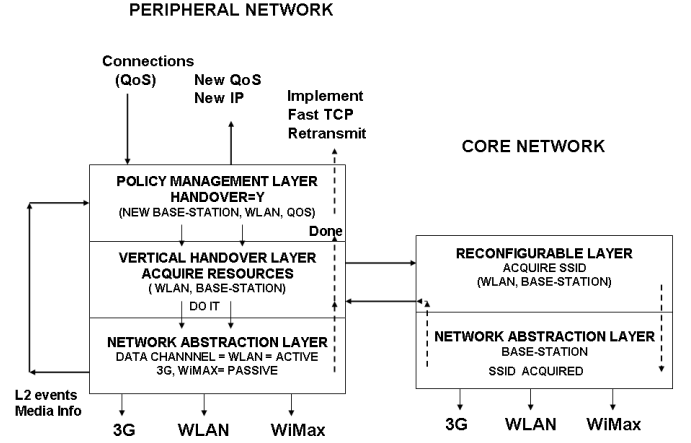 PERIPHERAL NETWORK
Connections
(QoS)
New QoS
New IP
Implement
Fast TCP
Retransmit
CORE NETWORK
POLICY MANAGEMENT LAYER
HANDOVER=Y
(NEW BASE-STATION, WLAN, QOS)
Done
VERTICAL HANDOVER LAYER
ACQUIRE RESOURCES
( WLAN, BASE-STATION)
DO IT
NETWORK ABSTRACTION LAYER
DATA CHANNNEL = WLAN = ACTIVE
3G, WiMAX= PASSIVE
L2 events
Media Info
3G
WLAN
WiMax
RECONFIGURABLE LAYER
ACQUIRE SSID
(WLAN, BASE-STATION)
NETWORK ABSTRACTION LAYER
BASE-STATION
SSID ACQUIRED
3G
WLAN
WiMax